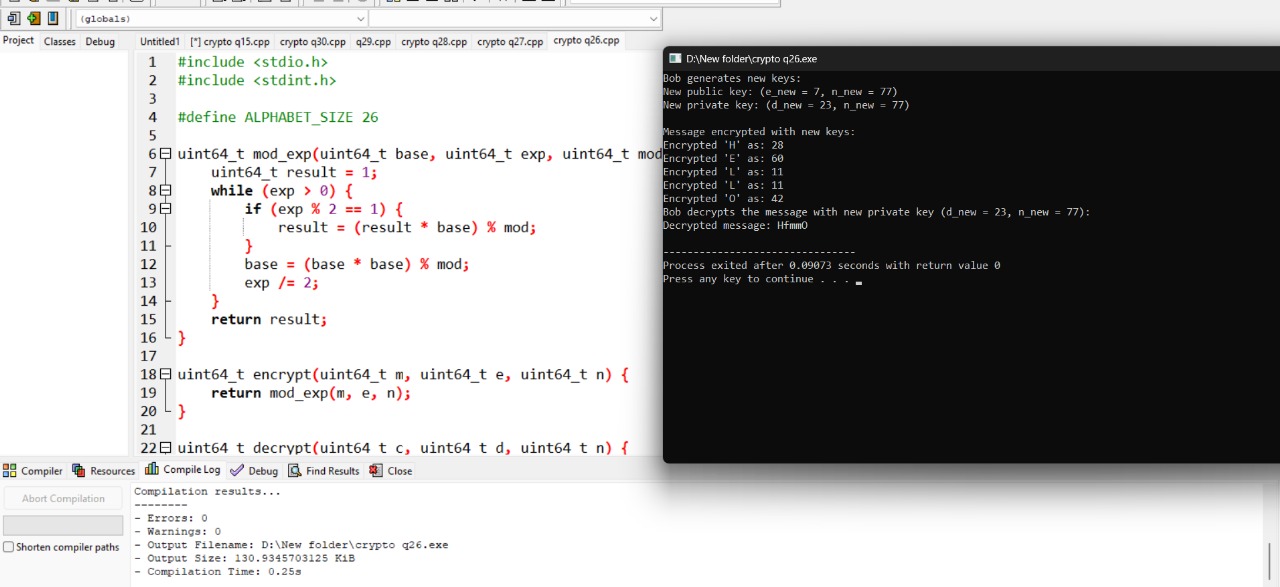 (globals)
Project Classes Debug
Untitled1 [*] crypto q15.cpp crypto q30.cpp q29.cpp crypto q28.cpp crypto q27.cpp crypto q26.cpp
1 #include <stdio.h>
2 #include <stdint.h>
3
4 #define ALPHABET_SIZE 26
5
6 uint64_t mod_exp(uint64_t base, uint64_t exp, uint64_t mod
7 uint64_t result = 1;
8 while (exp > 0) {
9 if (exp % 2 == 1) {
10 result = (result * base) % mod;
11 }
12 base = (base * base) % mod;
13 exp /= 2;
14 }
15 return result;
16 }
17
18 uint64_t encrypt(uint64_t m, uint64_t e, uint64_t n) {
19 return mod_exp(m, e, n);
20 }
21
22 uint64_t decrypt(uint64_t c, uint64_t d, uint64_t n) {
D:\New folder\crypto q26.exe
Bob generates new keys:
New public key: (e_new = 7, n_new = 77)
New private key: (d_new = 23, n_new = 77)
Message encrypted with new keys:
Encrypted 'H' as: 28
Encrypted 'E' as: 60
Encrypted 'L' as: 11
Encrypted 'L' as: 11
Encrypted 'O' as: 42
Bob decrypts the message with new private key (d_new = 23, n_new = 77):
Decrypted message: HfmmO
--------------------------------
Process exited after 0.09073 seconds with return value 0
Press any key to continue . . .
Compiler Resources Compile Log Debug Find Results Close
Abort Compilation
Shorten compiler paths
Compilation results...
--------
- Errors: 0
- Warnings: 0
- Output Filename: D:\New folder\crypto q26.exe
- Output Size: 130.9345703125 KiB
- Compilation Time: 0.25s